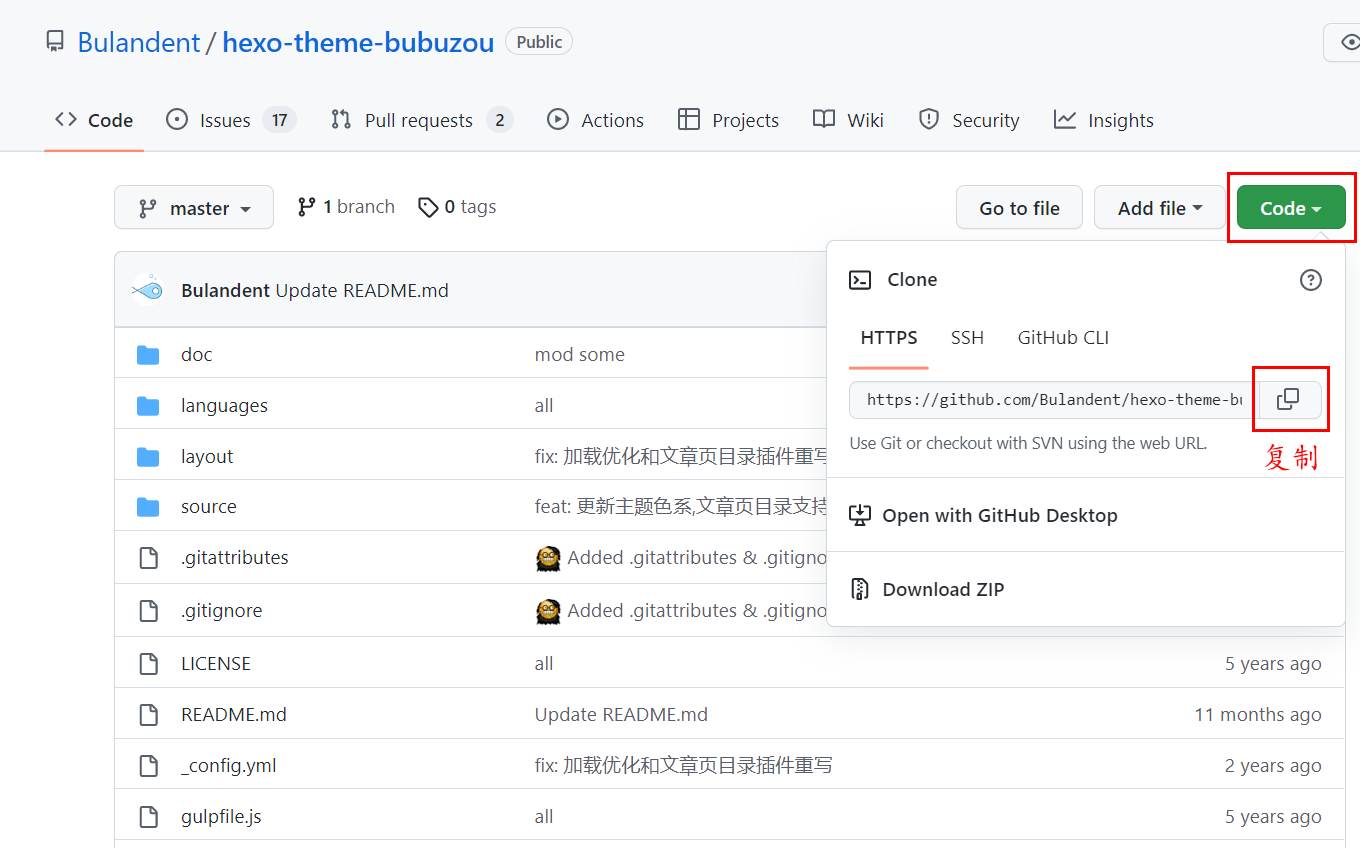 Bulandent / hexo-theme-bubuzou Public
Code Issues 17 Pull requests 2 Actions Projects Wiki Security Insights
master 1 branch 0 tags Go to file Add file Code
Bulandent Update README.md
Clone
HTTPS SSH GitHub CLI
https://github.com/Bulandent/hexo-theme-bu
Use Git or checkout with SVN using the web URL.
复制
Open with GitHub Desktop
Download ZIP
doc mod some
languages all
layout fix: 加载优化和文章页目录插件重写
source feat: 更新主题色系,文章页目录支持
.gitattributes Added .gitattributes & .gitigno
.gitignore Added .gitattributes & .gitigno
LICENSE all 5 years ago
README.md Update README.md 11 months ago
_config.yml fix: 加载优化和文章页目录插件重写 2 years ago
gulpfile.js all 5 years ago